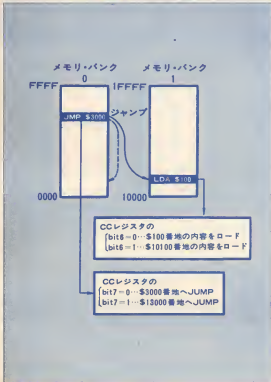 メモリ・バンク メモリ・バンク
0 1
FFFF 1FFFF
JMP $3000 ジャンプ
LDA $100
0000 10000
CCレジスタの
bit6=0…$100番地の内容をロード
bit6=1…$10100番地の内容をロード
CCレジスタの
bit7=0…$3000番地へJUMP
bit7=1…$13000番地へJUMP